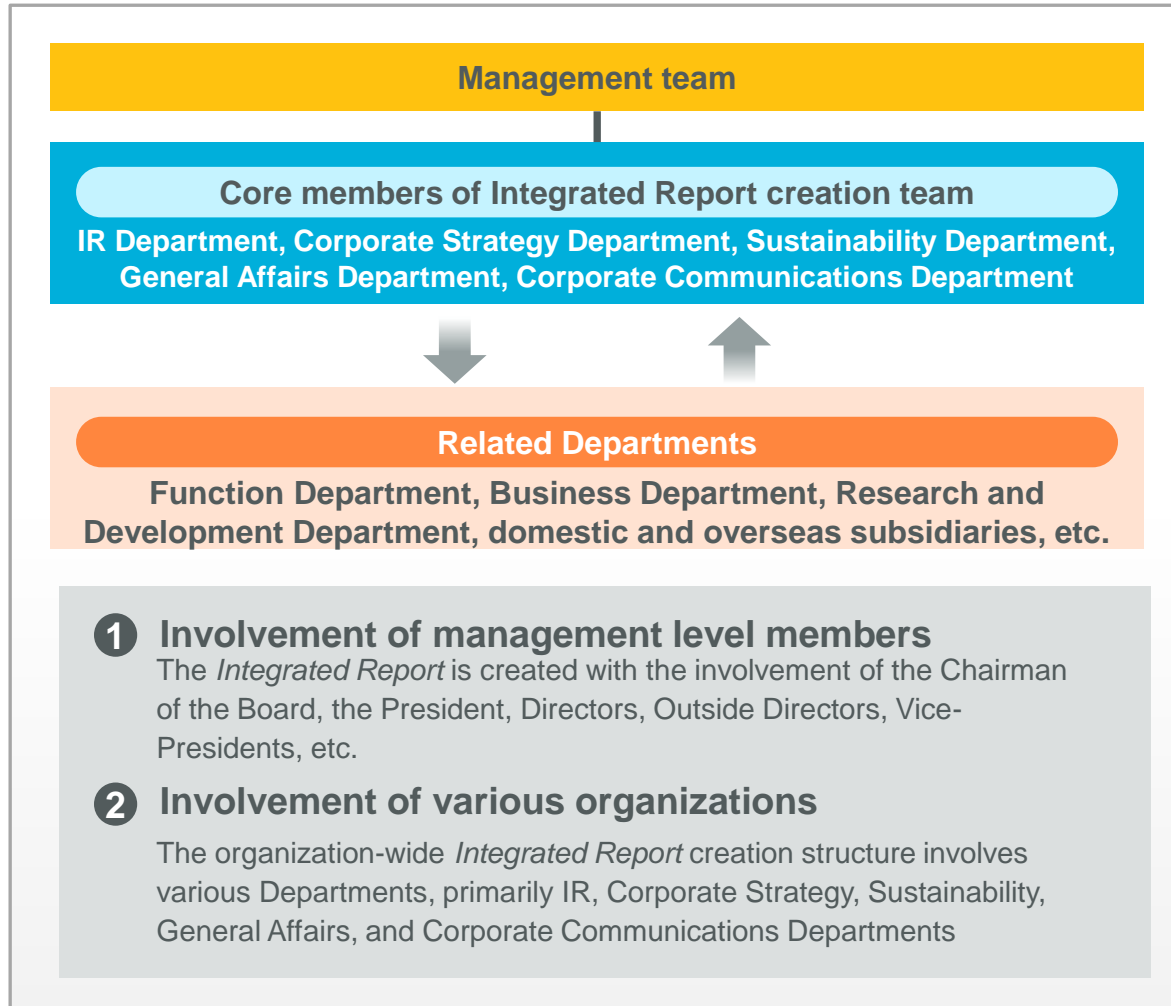 Management team
Core members of Integrated Report creation team
IR Department, Corporate Strategy Department, Sustainability Department,
General Affairs Department, Corporate Communications Department
Related Departments
Function Department, Business Department, Research and
Development Department, domestic and overseas subsidiaries, etc.
1 Involvement of management level members
The Integrated Report is created with the involvement of the Chairman
of the Board, the President, Directors, Outside Directors, Vice-
Presidents, etc.
2 Involvement of various organizations
The organization-wide Integrated Report creation structure involves
various Departments, primarily IR, Corporate Strategy, Sustainability,
General Affairs, and Corporate Communications Departments